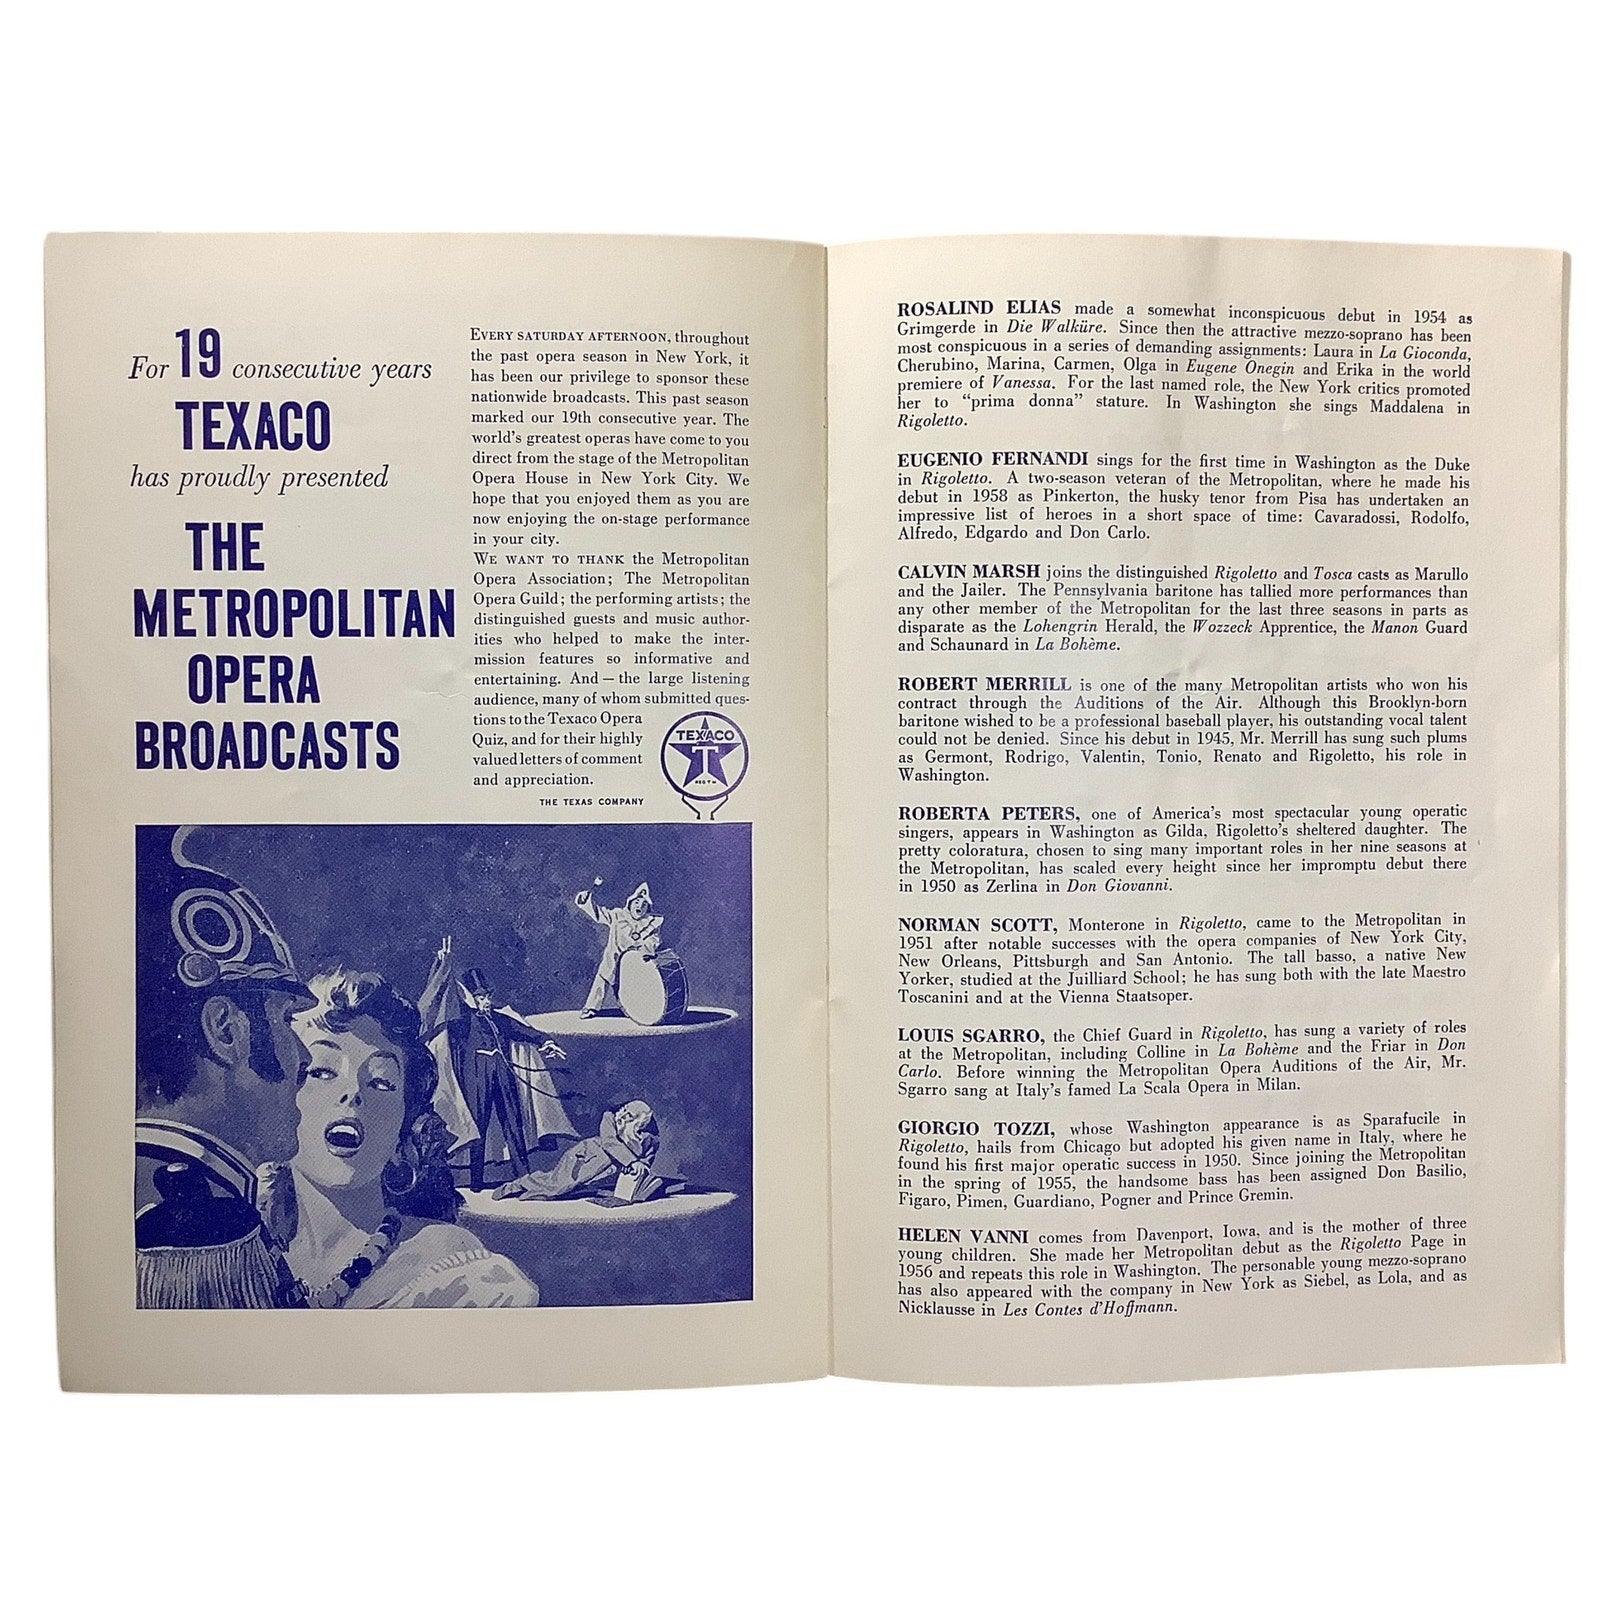 For 19 consecutive years
TEXACO
has proudly presented
THE
METROPOLITAN
OPERA
BROADCASTS
EVERY SATURDAY AFTERNOON, throughout
the past opera season in New York, it
has been our privilege to sponsor these
nationwide broadcasts. This past season
marked our 19th consecutive year. The
world's greatest operas have come to you
direct from the stage of the Metropolitan
Opera House in New York City. We
hope that you enjoyed them as you are
now enjoying the on-stage performance
in your city.
WE WANT TO THANK the Metropolitan
Opera Association; The Metropolitan
Opera Guild; the performing artists; the
distinguished guests and music author-
ities who helped to make the inter-
mission features so informative and
entertaining. And — the large listening
audience, many of whom submitted ques-
tions to the Texaco Opera
Quiz, and for their highly
valued letters of comment
and appreciation.
THE TEXAS COMPANY
TEXACO
T
REG TM
ROSALIND ELIAS made a somewhat inconspicuous debut in 1954 as
Grimgerde in Die Walküre. Since then the attractive mezzo-soprano has been
most conspicuous in a series of demanding assignments: Laura in La Gioconda,
Cherubino, Marina, Carmen, Olga in Eugene Onegin and Erika in the world
premiere of Vanessa. For the last named role, the New York critics promoted
her to "prima donna" stature. In Washington she sings Maddalena in
Rigoletto.
EUGENIO FERNANDI sings for the first time in Washington as the Duke
in Rigoletto. A two-season veteran of the Metropolitan, where he made his
debut in 1958 as Pinkerton, the husky tenor from Pisa has undertaken an
impressive list of heroes in a short space of time: Cavaradossi, Rodolfo,
Alfredo, Edgardo and Don Carlo.
CALVIN MARSH joins the distinguished Rigoletto and Tosca casts as Marullo
and the Jailer. The Pennsylvania baritone has tallied more performances than
any other member of the Metropolitan for the last three seasons in parts as
disparate as the Lohengrin Herald, the Wozzeck Apprentice, the Manon Guard
and Schaunard in La Bohème.
ROBERT MERRILL is one of the many Metropolitan artists who won his
contract through the Auditions of the Air. Although this Brooklyn-born
baritone wished to be a professional baseball player, his outstanding vocal talent
could not be denied. Since his debut in 1945, Mr. Merrill has sung such plums
as Germont, Rodrigo, Valentin, Tonio, Renato and Rigoletto, his role in
Washington.
ROBERTA PETERS, one of America's most spectacular young operatic
singers, appears in Washington as Gilda, Rigoletto's sheltered daughter. The
pretty coloratura, chosen to sing many important roles in her nine seasons at
the Metropolitan, has scaled every height since her impromptu debut there
in 1950 as Zerlina in Don Giovanni.
NORMAN SCOTT, Monterone in Rigoletto, came to the Metropolitan in
1951 after notable successes with the opera companies of New York City,
New Orleans, Pittsburgh and San Antonio. The tall basso, a native New
Yorker, studied at the Juilliard School; he has sung both with the late Maestro
Toscanini and at the Vienna Staatsoper.
LOUIS SGARRO, the Chief Guard in Rigoletto, has sung a variety of roles
at the Metropolitan, including Colline in La Bohème and the Friar in Don
Carlo. Before winning the Metropolitan Opera Auditions of the Air, Mr.
Sgarro sang at Italy's famed La Scala Opera in Milan.
GIORGIO TOZZI, whose Washington appearance is as Sparafucile in
Rigoletto, hails from Chicago but adopted his given name in Italy, where he
found his first major operatic success in 1950. Since joining the Metropolitan
in the spring of 1955, the handsome bass has been assigned Don Basilio,
Figaro, Pimen, Guardiano, Pogner and Prince Gremin.
HELEN VANNI comes from Davenport, Iowa, and is the mother of three
young children. She made her Metropolitan debut as the Rigoletto Page in
1956 and repeats this role in Washington. The personable young mezzo-soprano
has also appeared with the company in New York as Siebel, as Lola, and as
Nicklausse in Les Contes d'Hoffmann.